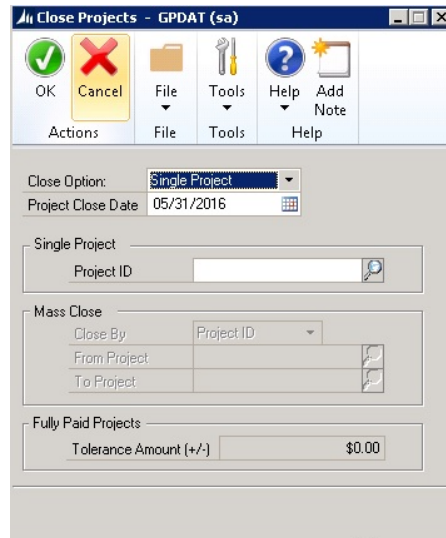 Close Projects - GPDAT (sa)
OK Cancel File Tools Help Add Note
Actions File Tools Help
Close Option: Single Project
Project Close Date 05/31/2016
Single Project
Project ID
Mass Close
Close By Project ID
From Project
To Project
Fully Paid Projects
Tolerance Amount (+/-) $0.00